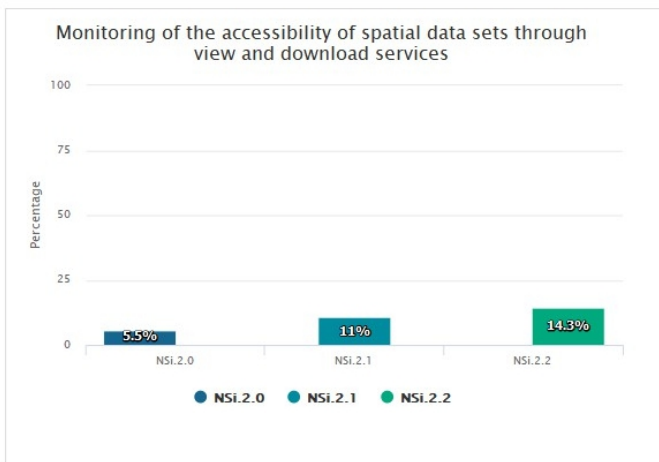 Monitoring of the accessibility of spatial data sets through
view and download services
100
75
50
25
0
Percentage
5.5%
11%
14.3%
NSi.2.0
NSi.2.1
NSi.2.2
NSi.2.0 NSi.2.1 NSi.2.2